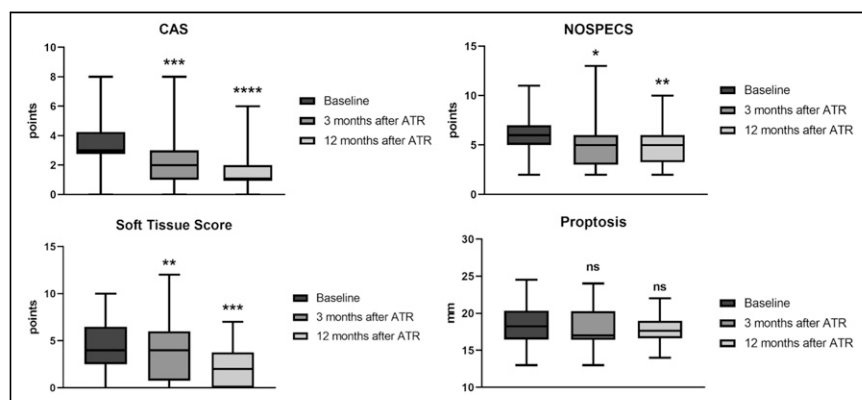 CAS
points
10
8
6
4
2
0
***
****
Baseline
3 months after ATR
12 months after ATR
NOSPECS
points
15
10
5
0
*
**
Baseline
3 months after ATR
12 months after ATR
Soft Tissue Score
points
15
10
5
0
**
***
Baseline
3 months after ATR
12 months after ATR
Proptosis
mm
30
25
20
15
10
ns
ns
Baseline
3 months after ATR
12 months after ATR